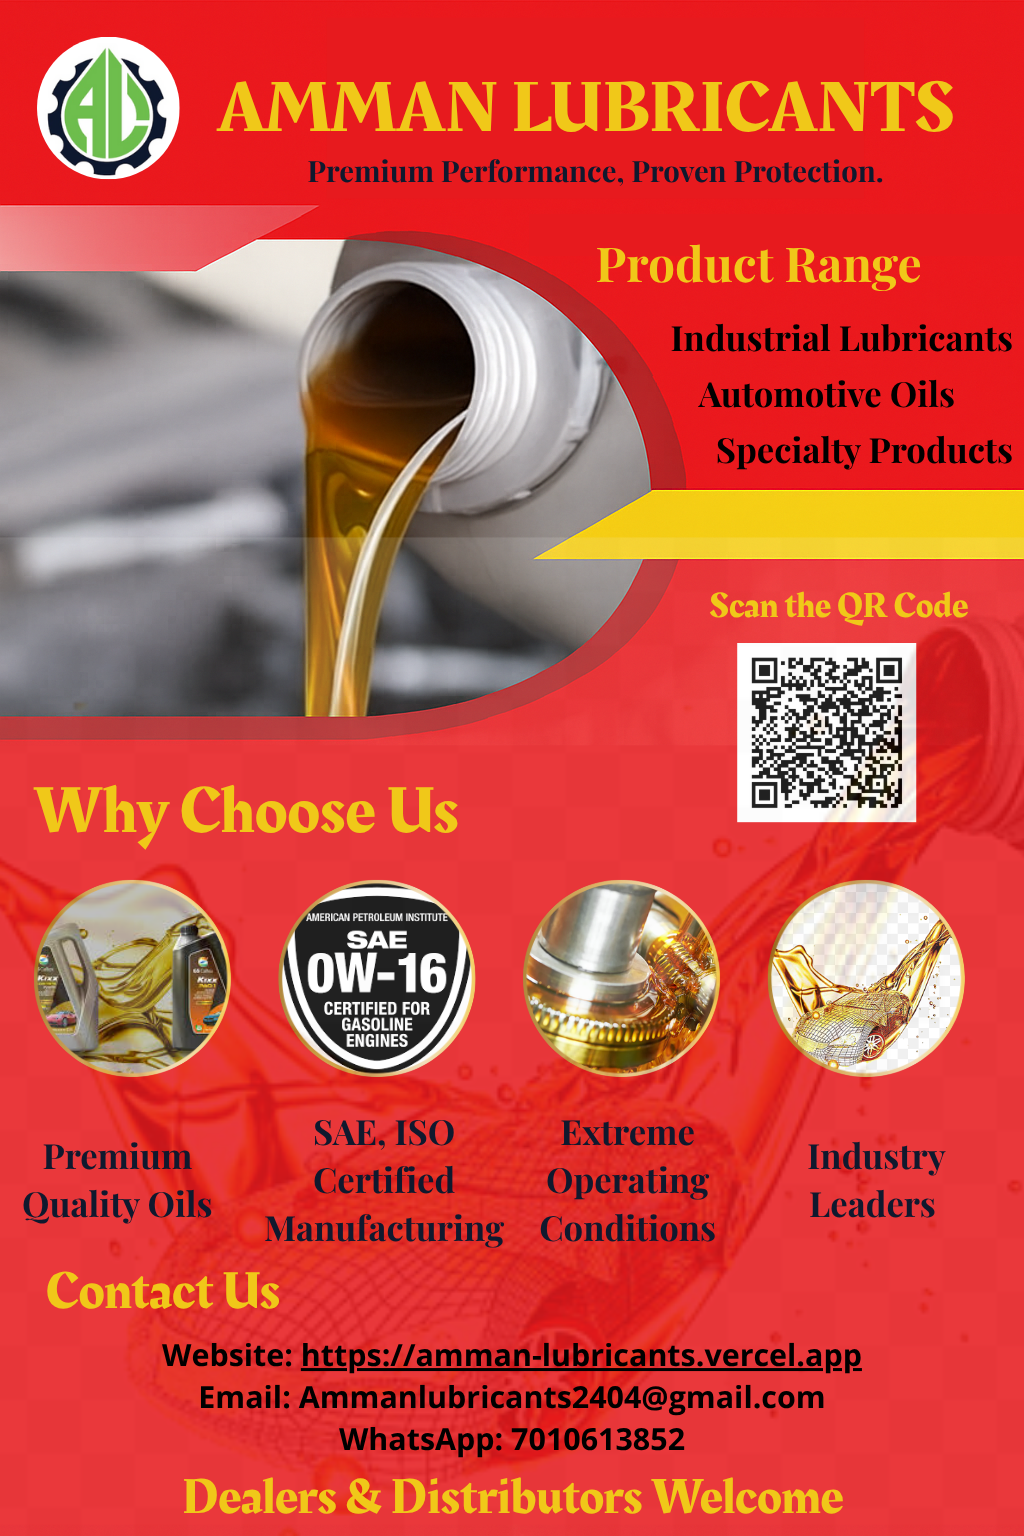 AMMAN LUBRICANTS
Premium Performance, Proven Protection.
Product Range
Industrial Lubricants
Automotive Oils
Specialty Products
Scan the QR Code
Why Choose Us
Kixx
Kixx
AMERICAN PETROLEUM INSTITUTE
SAE
0W-16
CERTIFIED FOR
GASOLINE
ENGINES
Premium
Quality Oils
SAE, ISO
Certified
Manufacturing
Extreme
Operating
Conditions
Industry
Leaders
Contact Us
Website: https://amman-lubricants.vercel.app
Email: Ammanlubricants2404@gmail.com
WhatsApp: 7010613852
Dealers & Distributors Welcome